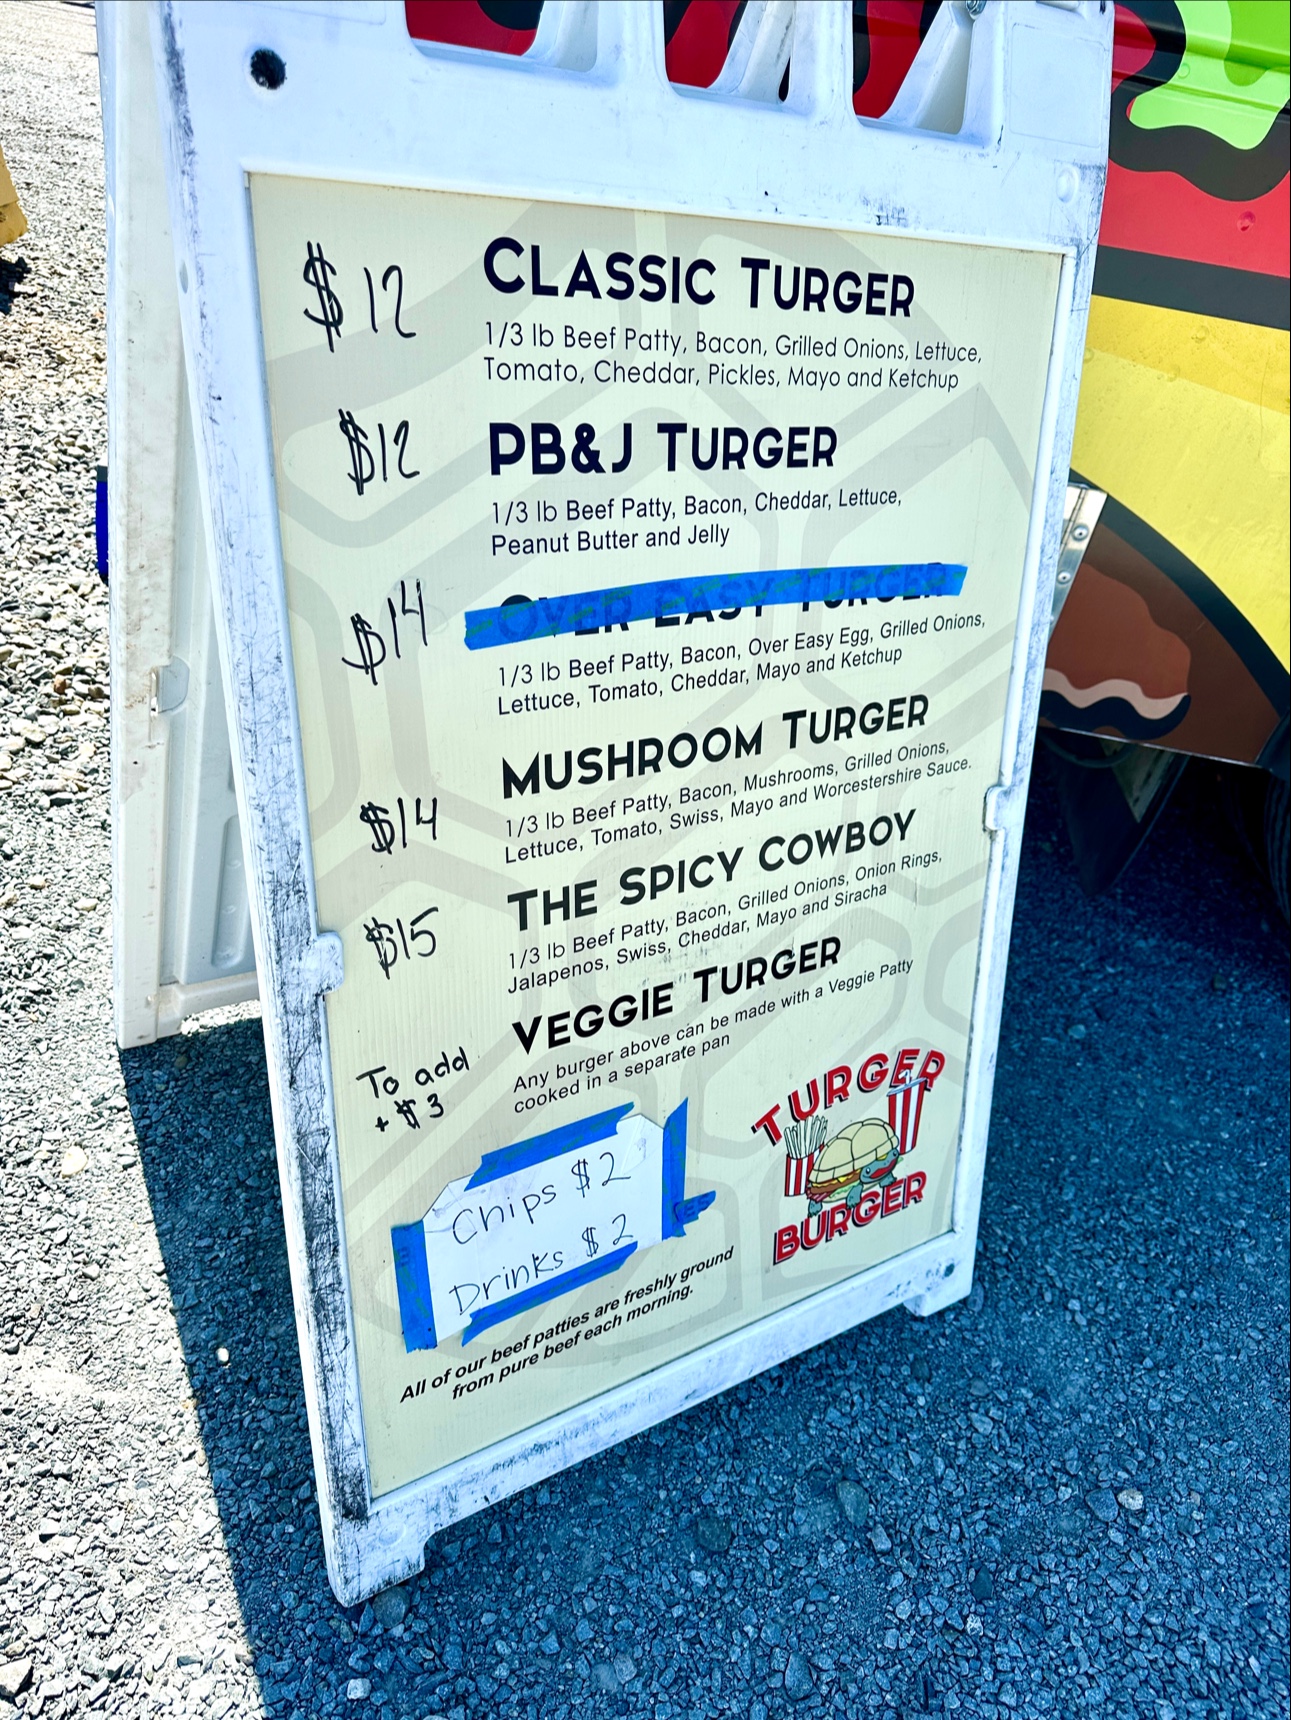 $12
CLASSIC TURGER
1/3 lb Beef Patty, Bacon, Grilled Onions, Lettuce,
Tomato, Cheddar, Pickles, Mayo and Ketchup
$12
PB&J TURGER
1/3 lb Beef Patty, Bacon, Cheddar, Lettuce,
Peanut Butter and Jelly
$14
OVER EASY TURGER
1/3 lb Beef Patty, Bacon, Over Easy Egg, Grilled Onions,
Lettuce, Tomato, Cheddar, Mayo and Ketchup
$14
MUSHROOM TURGER
1/3 lb Beef Patty, Bacon, Mushrooms, Grilled Onions,
Lettuce, Tomato, Swiss, Mayo and Worcestershire Sauce.
$15
THE SPICY COWBOY
1/3 lb Beef Patty, Bacon, Grilled Onions, Onion Rings,
Jalapenos, Swiss, Cheddar, Mayo and Siracha
To add
+ $3
VEGGIE TURGER
Any burger above can be made with a Veggie Patty
cooked in a separate pan
Chips $2
Drinks $2
TURGER
BURGER
All of our beef patties are freshly ground
from pure beef each morning.